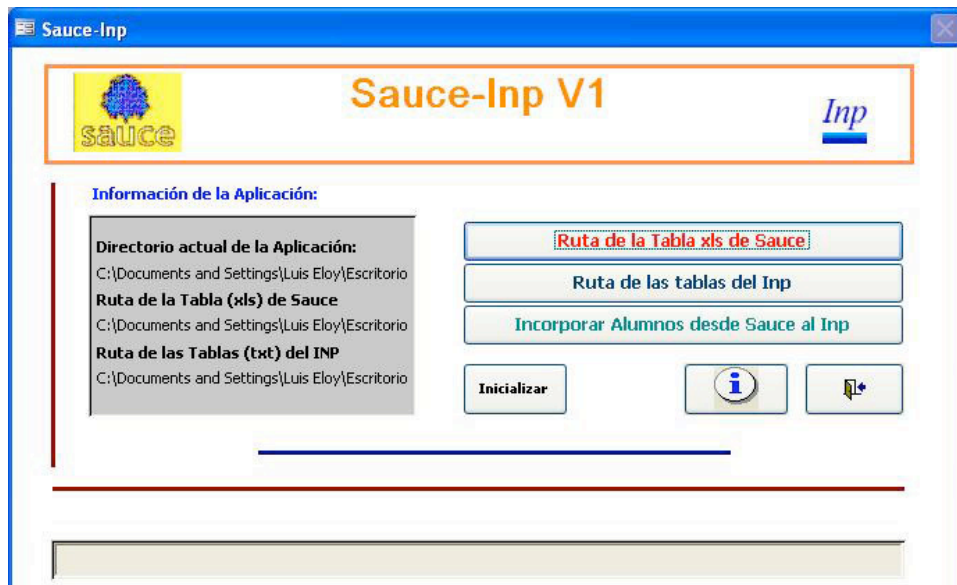 Sauce-Inp
sauce
Sauce-Inp V1
Inp
Información de la Aplicación:
Directorio actual de la Aplicación:
C:\Documents and Settings\Luis Eloy\Escritorio
Ruta de la Tabla (xls) de Sauce
C:\Documents and Settings\Luis Eloy\Escritorio
Ruta de las Tablas (txt) del INP
C:\Documents and Settings\Luis Eloy\Escritorio
Ruta de la Tabla xls de Sauce
Ruta de las tablas del Inp
Incorporar Alumnos desde Sauce al Inp
Inicializar